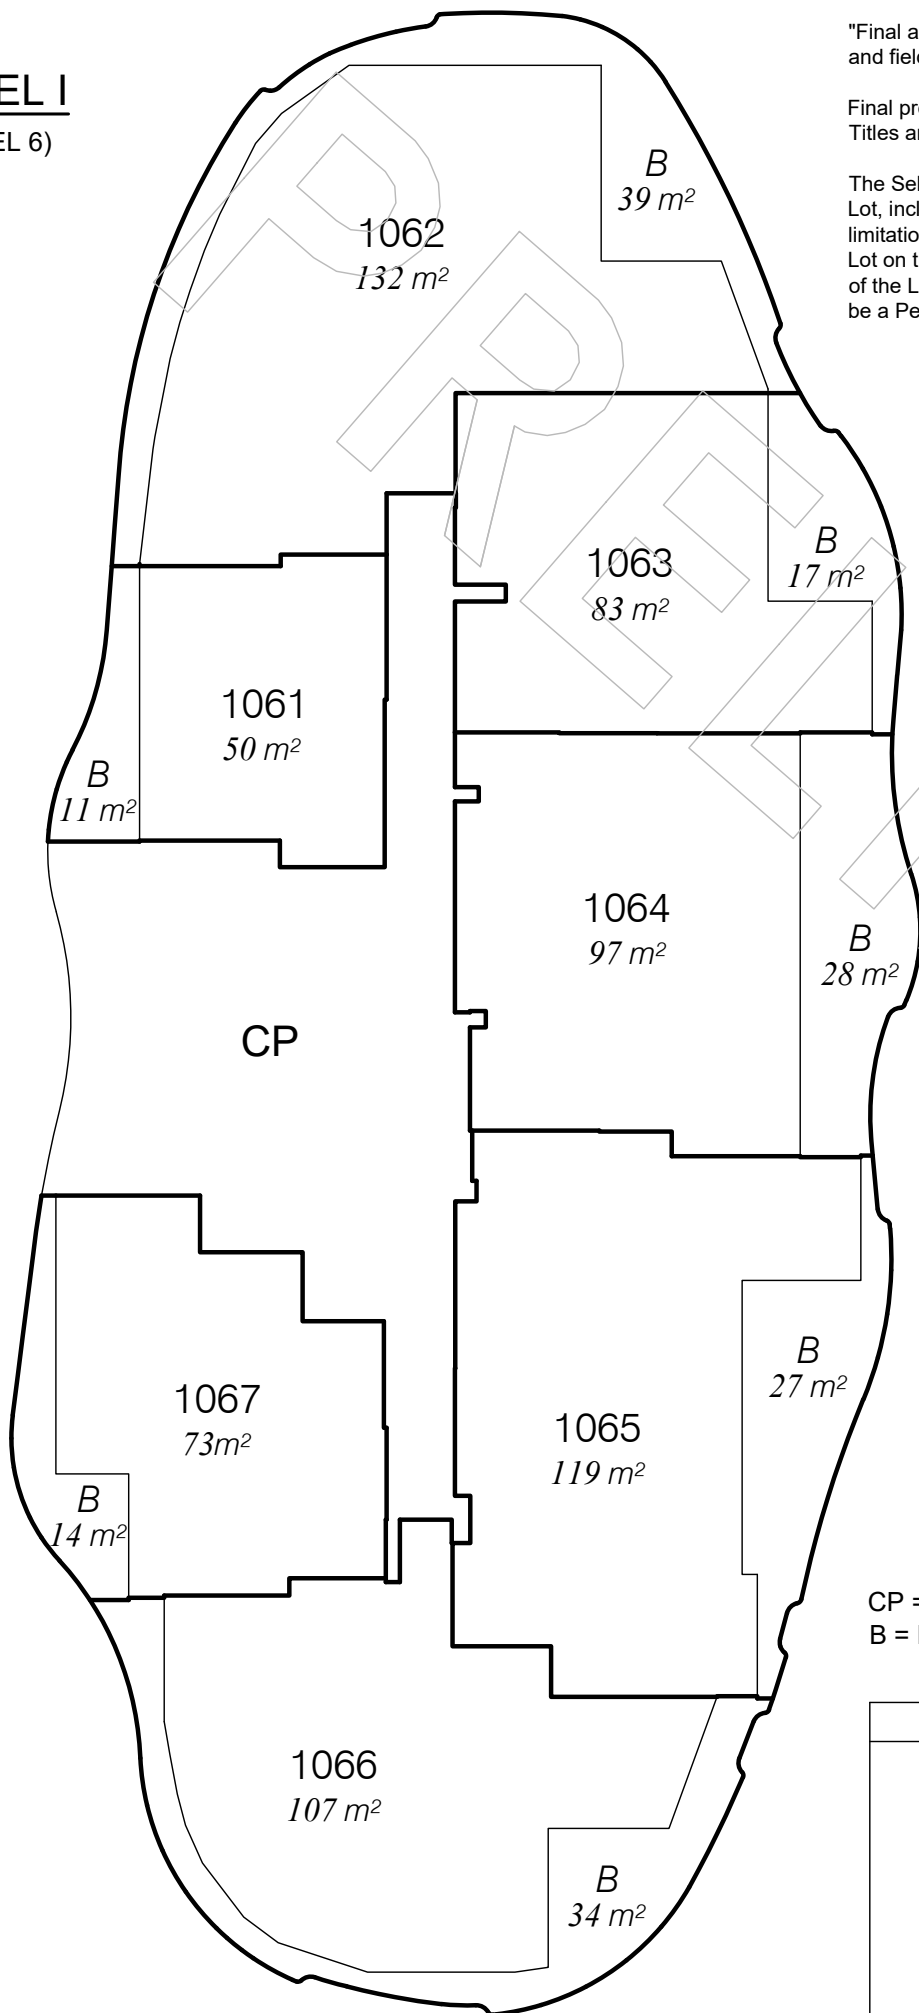 EL I
EL 6)
"Final a
and fiel
Final pr
Titles a
The Sel
Lot, incl
limitatio
Lot on t
of the L
be a Pe
B
39 m²
1062
132 m²
1063
83 m²
B
17 m²
1061
50 m²
B
11 m²
1064
97 m²
B
28 m²
CP
B
27 m²
1067
73m²
1065
119 m²
B
14 m²
CP =
B =
1066
107 m²
B
34 m²
P R E